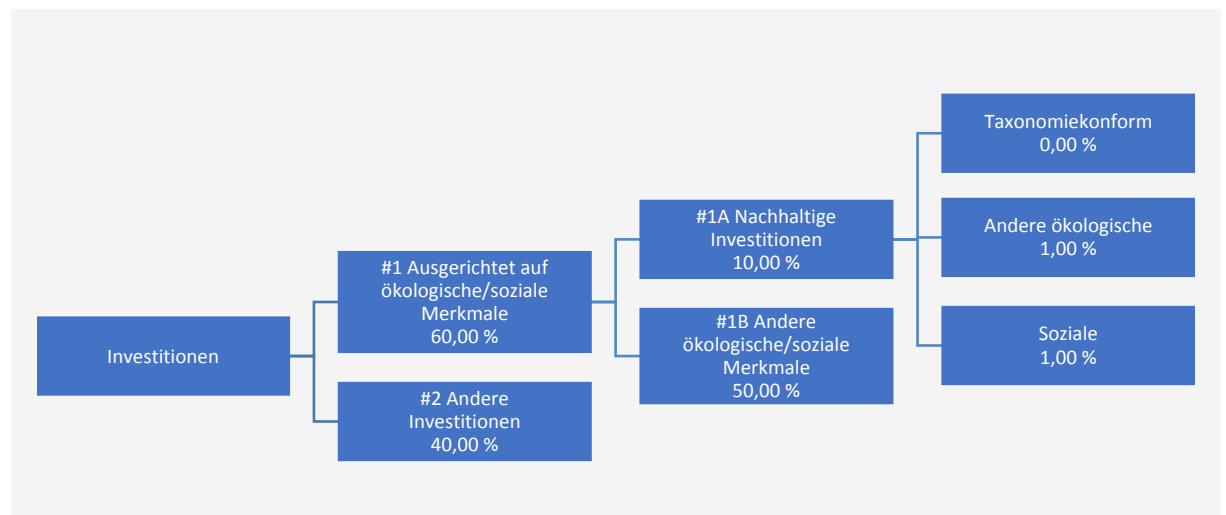 Investitionen
#1 Ausgerichtet auf
ökologische/soziale
Merkmale
60,00 %
#2 Andere
Investitionen
40,00 %
#1A Nachhaltige
Investitionen
10,00 %
#1B Andere
ökologische/soziale
Merkmale
50,00 %
Taxonomiekonform
0,00 %
Andere ökologische
1,00 %
Soziale
1,00 %